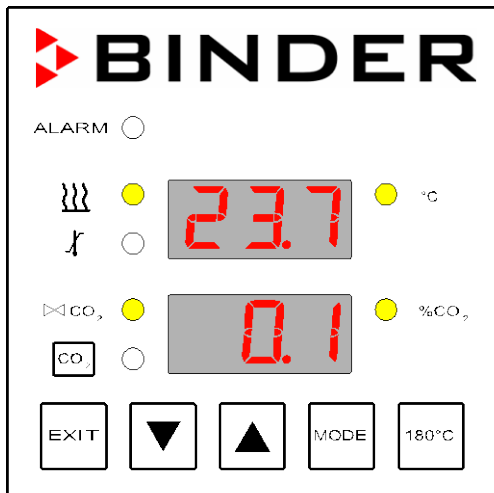 BINDER
ALARM
23.7 °C
CO₂ 0.1 %CO₂
CO₂
EXIT MODE 180°C